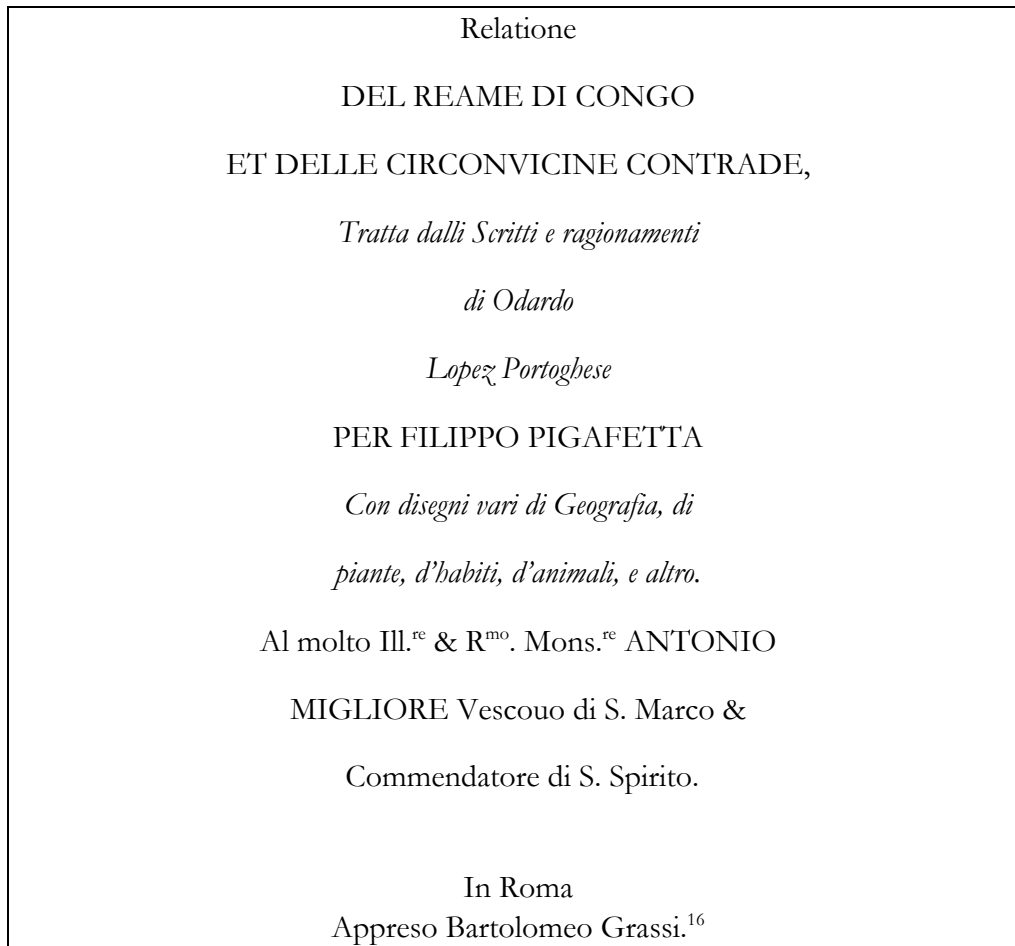 Relatione
DEL REAME DI CONGO
ET DELLE CIRCONVICINE CONTRADE,
Tratta dalli Scritti e ragionamenti
di Odardo
Lopez Portoghese
PER FILIPPO PIGAFETTA
Con disegni vari di Geografia, di
piante, d’habiti, d’animali, e altro.
Al molto Ill.re & Rmo. Mons.re ANTONIO
MIGLIORE Vescouo di S. Marco &
Commendatore di S. Spirito.
In Roma
Appreso Bartolomeo Grassi.16